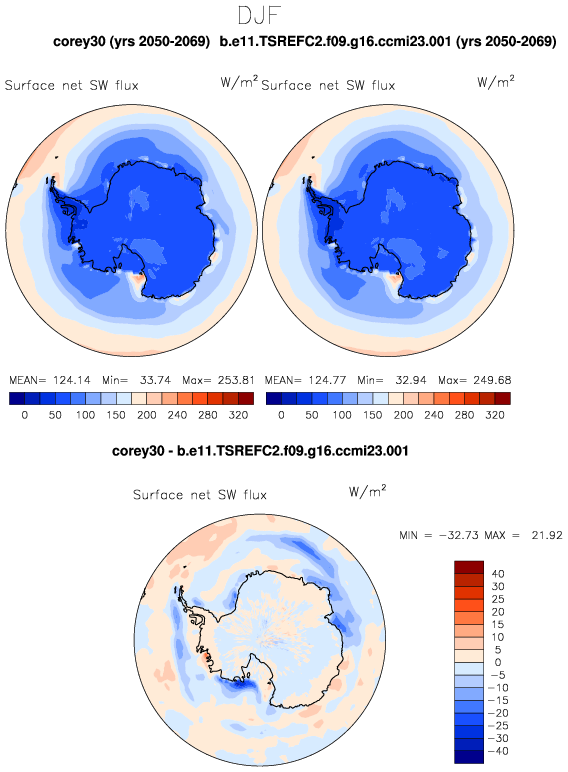 DJF
corey30 (yrs 2050-2069) b.e11.TSREFC2.f09.g16.ccmi23.001 (yrs 2050-2069)
Surface net SW flux W/m² Surface net SW flux W/m²
MEAN= 124.14 Min= 33.74 Max= 253.81 MEAN= 124.77 Min= 32.94 Max= 249.68
0 50 100 150 200 240 280 320 0 50 100 150 200 240 280 320
corey30 - b.e11.TSREFC2.f09.g16.ccmi23.001
Surface net SW flux W/m²
MIN = -32.73 MAX = 21.92
40
30
25
20
15
10
5
0
-5
-10
-15
-20
-25
-30
-40